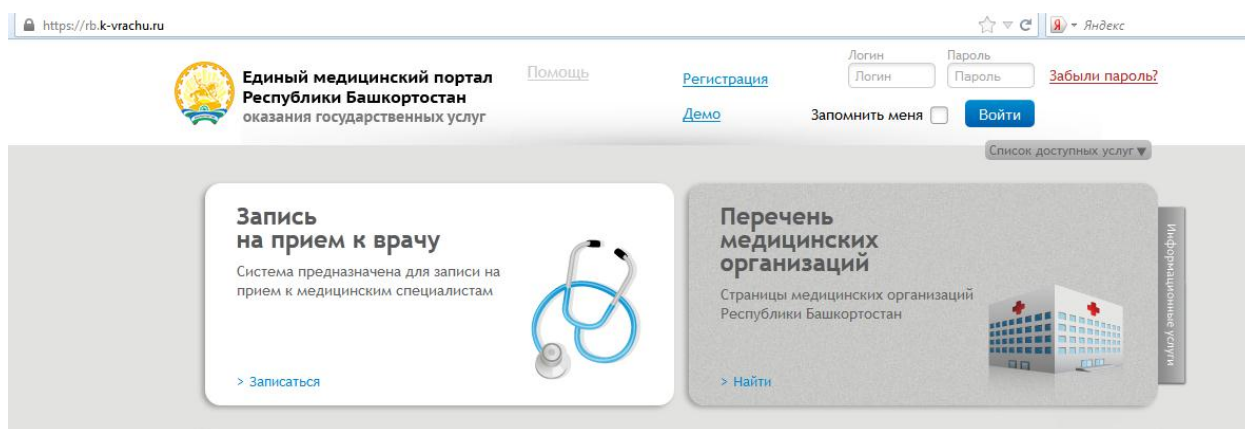 https://rb.k-vrachu.ru
Я Яндекс
Единый медицинский портал
Республики Башкортостан
оказания государственных услуг
Помощь
Регистрация
Демо
Логин
Логин
Пароль
Пароль
Забыли пароль?
Запомнить меня
Войти
Список доступных услуг ▼
Запись
на прием к врачу
Система предназначена для записи на
прием к медицинским специалистам
> Записаться
Перечень
медицинских
организаций
Страницы медицинских организаций
Республики Башкортостан
> Найти
Информационные услуги